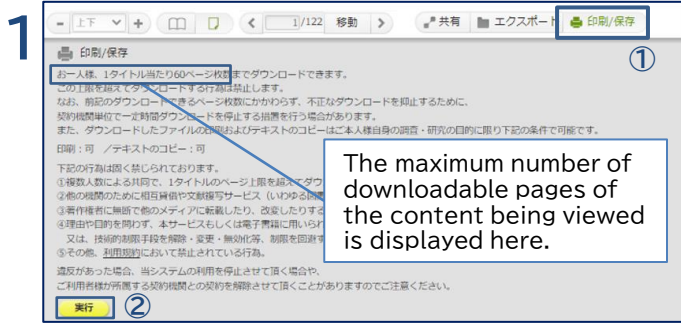 1
- 上下 + 1/122 移動 共有 エクスポート 印刷/保存
①
印刷/保存
お一人様、1タイトル当たり60ページ枚数までダウンロードできます。
この上限を超えてダウンロードする行為は禁止します。
なお、前記のダウンロードできるページ枚数にかかわらず、不正なダウンロードを抑止するために、
契約機関単位で一定時間ダウンロードを停止する措置を行う場合があります。
また、ダウンロードしたファイルの印刷およびテキストのコピーはご本人様自身の調査・研究の目的に限り下記の条件で可能です。
印刷:可 /テキストのコピー:可
下記の行為は固く禁じられております。
①複数人数による共同で、1タイトルのページ上限を超えてダウ
②他の機関のために相互貸借や文献複写サービス(いわゆる図書
③著作権者に無断で他のメディアに転載したり、改変したりする
④理由や目的を問わず、本サービスもしくは電子書籍に用いられ
又は、技術的制限手段を解除・変更・無効化等、制限を回避す
⑤その他、利用規約において禁止されている行為。
違反があった場合、当システムの利用を停止させて頂く場合や、
ご利用者様が所属する契約機関との契約を解除させて頂くことがありますのでご注意ください。
実行
②
The maximum number of
downloadable pages of
the content being viewed
is displayed here.